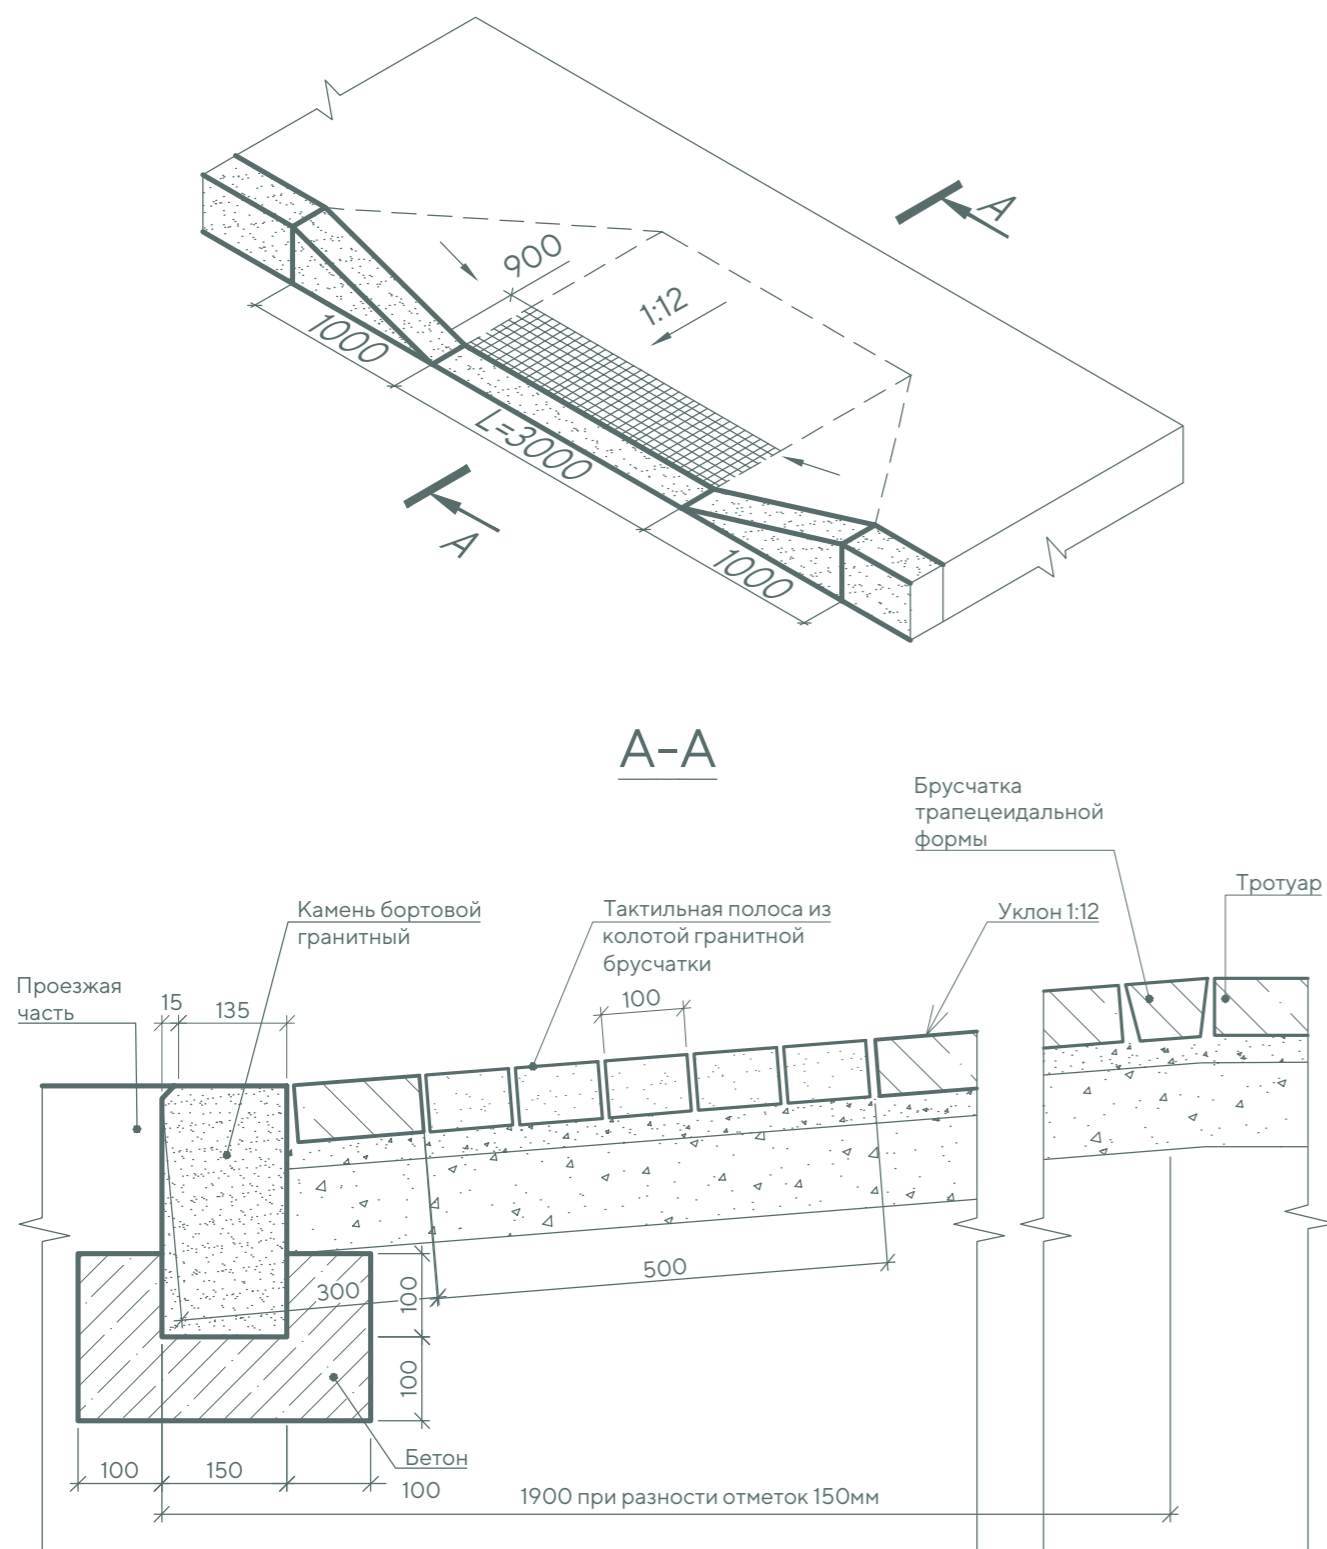 А
900
1:12
1000
L=3000
А
1000
А-А
Брусчатка
трапецеидальной
формы
Тротуар
Камень бортовой
гранитный
Тактильная полоса из
колотой гранитной
брусчатки
Уклон 1:12
Проезжая
часть
15
135
100
500
300
100
100
Бетон
100
150
100
1900 при разности отметок 150мм